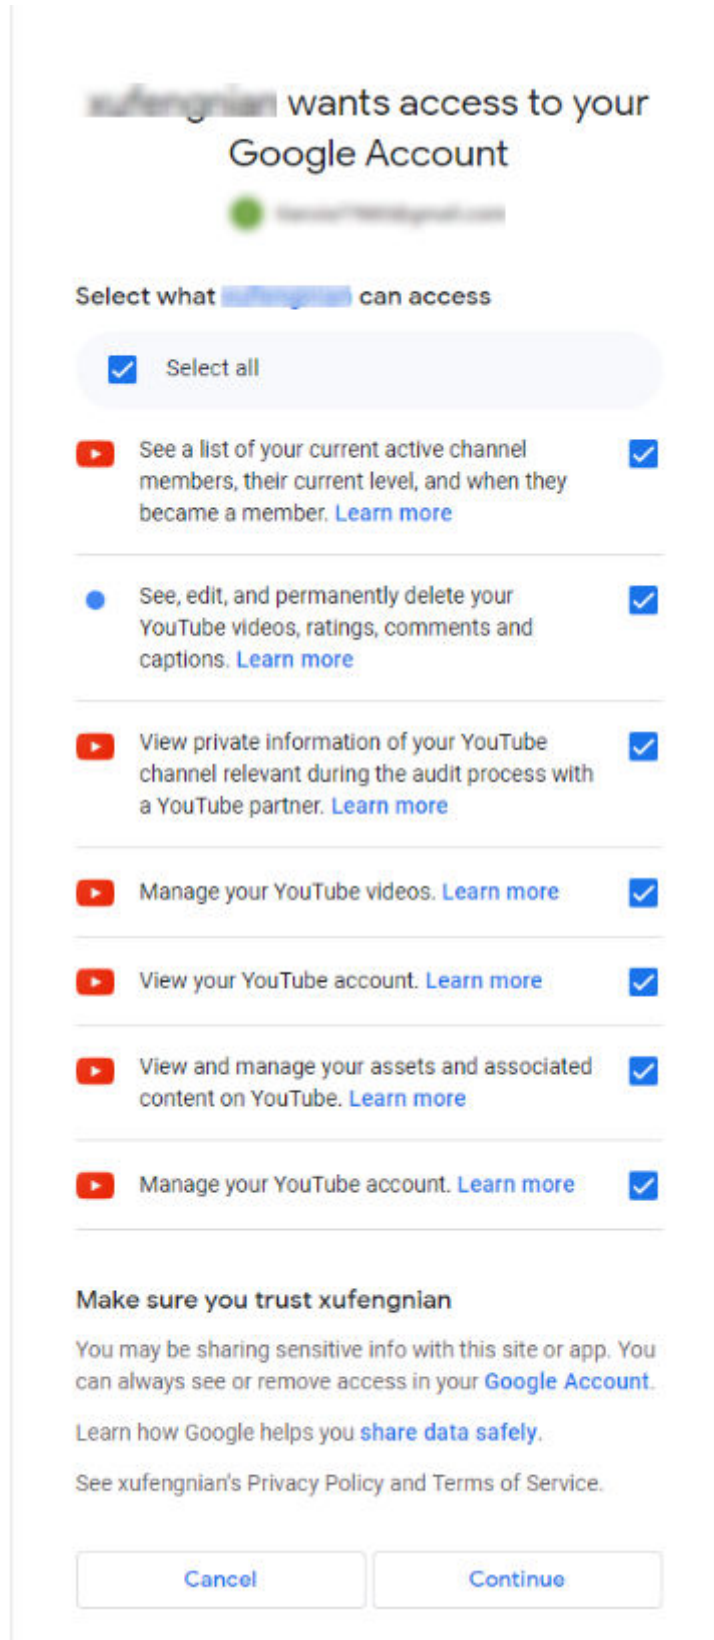 wants access to your
Google Account
Select what can access
Select all
See a list of your current active channel
members, their current level, and when they
became a member. Learn more
See, edit, and permanently delete your
YouTube videos, ratings, comments and
captions. Learn more
View private information of your YouTube
channel relevant during the audit process with
a YouTube partner. Learn more
Manage your YouTube videos. Learn more
View your YouTube account. Learn more
View and manage your assets and associated
content on YouTube. Learn more
Manage your YouTube account. Learn more
Make sure you trust xufengnian
You may be sharing sensitive info with this site or app. You
can always see or remove access in your Google Account.
Learn how Google helps you share data safely.
See xufengnian's Privacy Policy and Terms of Service.
Cancel
Continue